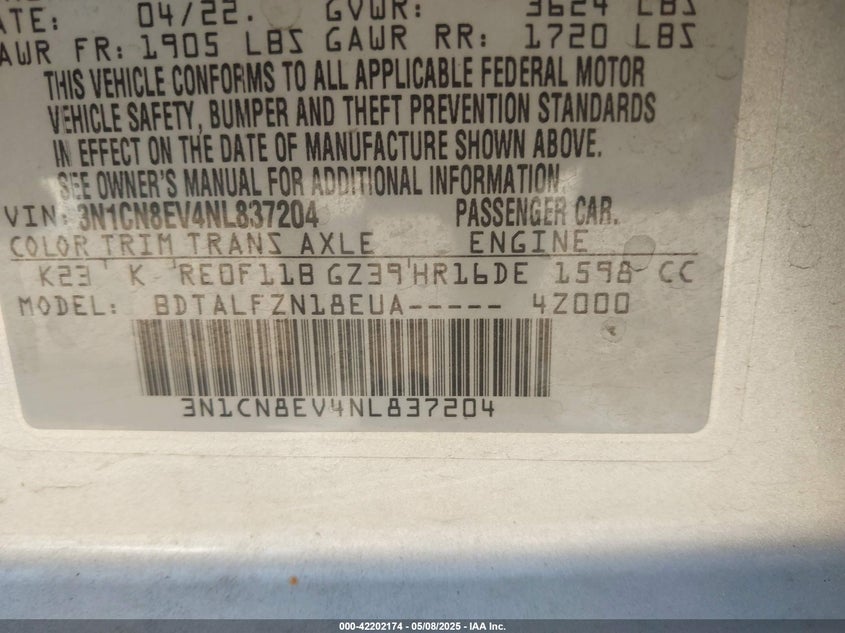 ATE: 04/22. GVWR: 3624 LBS
AWR FR: 1905 LBS GAWR RR: 1720 LBS
THIS VEHICLE CONFORMS TO ALL APPLICABLE FEDERAL MOTOR
VEHICLE SAFETY, BUMPER AND THEFT PREVENTION STANDARDS
IN EFFECT ON THE DATE OF MANUFACTURE SHOWN ABOVE.
SEE OWNER'S MANUAL FOR ADDITIONAL INFORMATION.
VIN: 3N1CN8EV4NL837204 PASSENGER CAR.
COLOR TRIM TRANS AXLE ENGINE
K23 K RE0F11B GZ39 HR16DE 1598 CC
MODEL: BDTALFZN18EUA----- 4Z000
3N1CN8EV4NL837204
000-42202174 | 05/08/2025 - IAA Inc.